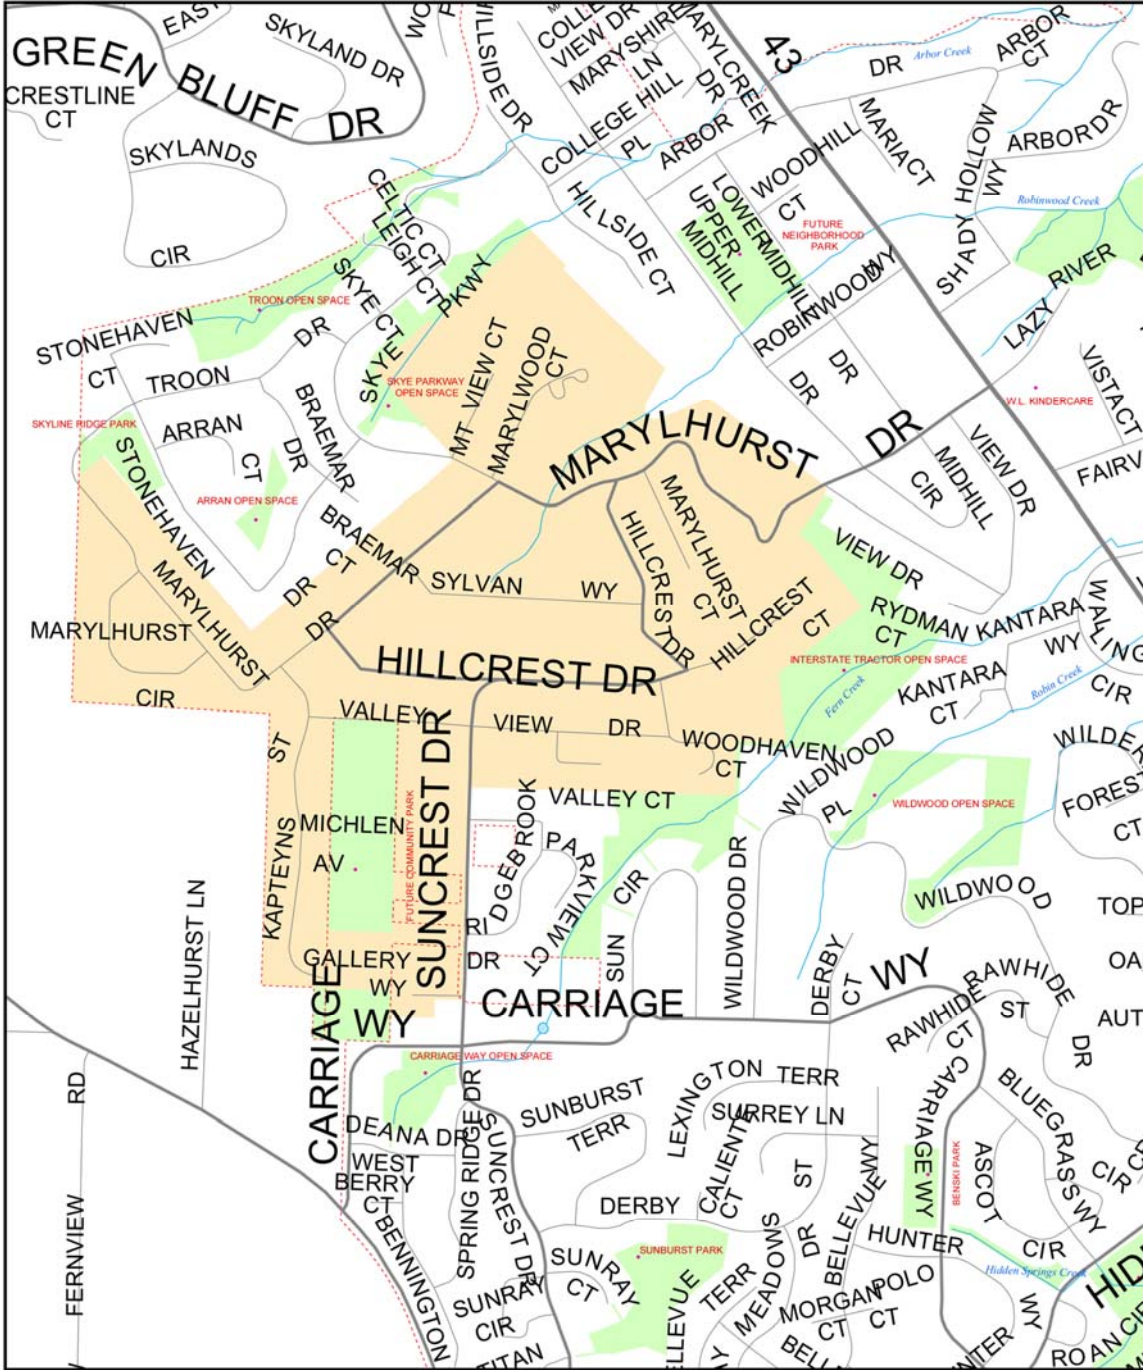 EAST
SKYLAND DR
GREEN
BLUFF
DR
CRESTLINE
CT
SKYLANDS
CIR
HILLSIDE DR
COLLEGE
VIEW DR
MARYSHIRE
LN
COLLEGE HILL
PL
DR
MARYLCREEK
43
ARBOR
DR
Arbor Creek
ARBOR
CT
MARIA CT
WOODHILL
CT
ARBOR DR
SHADY HOLLOW
WY
Robinwood Creek
CELTIC CT
LEIGH CT
HILLSIDE CT
UPPER
MIDHILL
LOWER
MIDHILL
FUTURE
NEIGHBORHOOD
PARK
ROBINWOOD
WY
DR
DR
LAZY
RIVER
STONEHAVEN
CT
TROON OPEN SPACE
SKYE CT
SKYE
PKWY
TROON
DR
SKYE PARKWAY
OPEN SPACE
MT VIEW CT
MARYLWOOD
CT
W.L. KINDERCARE
VISTA CT
SKYLINE RIDGE PARK
ARRAN
CT
BRAEMAR
DR
ARRAN OPEN SPACE
STONEHAVEN
MARYLHURST
DR
CIR
MIDHILL
VIEW DR
BRAEMAR
CT
DR
DR
SYLVAN
WY
HILLCREST
DR
MARYLHURST
CT
HILLCREST
CT
VIEW DR
RYDMAN
CT
KANTARA
WY
WALLING
CIR
MARYLHURST
MARYLHURST
CIR
HILLCREST DR
INTERSTATE TRACTOR OPEN SPACE
Fern Creek
KANTARA
CT
Robin Creek
ST
VALLEY
VIEW
DR
WOODHAVEN
CT
WILDWOOD
PL
WILDWOOD OPEN SPACE
FOREST
CT
SUNCREST DR
VALLEY CT
MICHLEN
AV
FUTURE COMMUNITY PARK
KAPTEYNS
RIDGEBROOK
DR
PARKVIEW CT
SUN
CIR
WILDWOOD DR
WILDWOOD
HAZELHURST LN
GALLERY
WY
CARRIAGE
WY
CARRIAGE
WY
DERBY
CT
RAWHIDE
ST
RAWHIDE
CT
DR
CARRIAGE WAY OPEN SPACE
FERNVIEW
RD
DEANA DR
WEST
BERRY
CT
SPRING RIDGE DR
SUNCREST DR
SUNBURST
TERR
LEXINGTON
TERR
SURREY LN
CALIENTE
CT
DERBY
ST
CARRIAGE WY
BENSKI PARK
ASCOT
CIR
BLUEGRASS WY
CIR
BENNINGTON
SUNRAY
CT
SUNRAY
CIR
TITAN
SUNBURST PARK
TERR
MEADOWS
DR
BELLEVUE WY
HUNTER
Hidden Springs Creek
MORGAN
CT
POLO
CT
WY
ROAN CIR